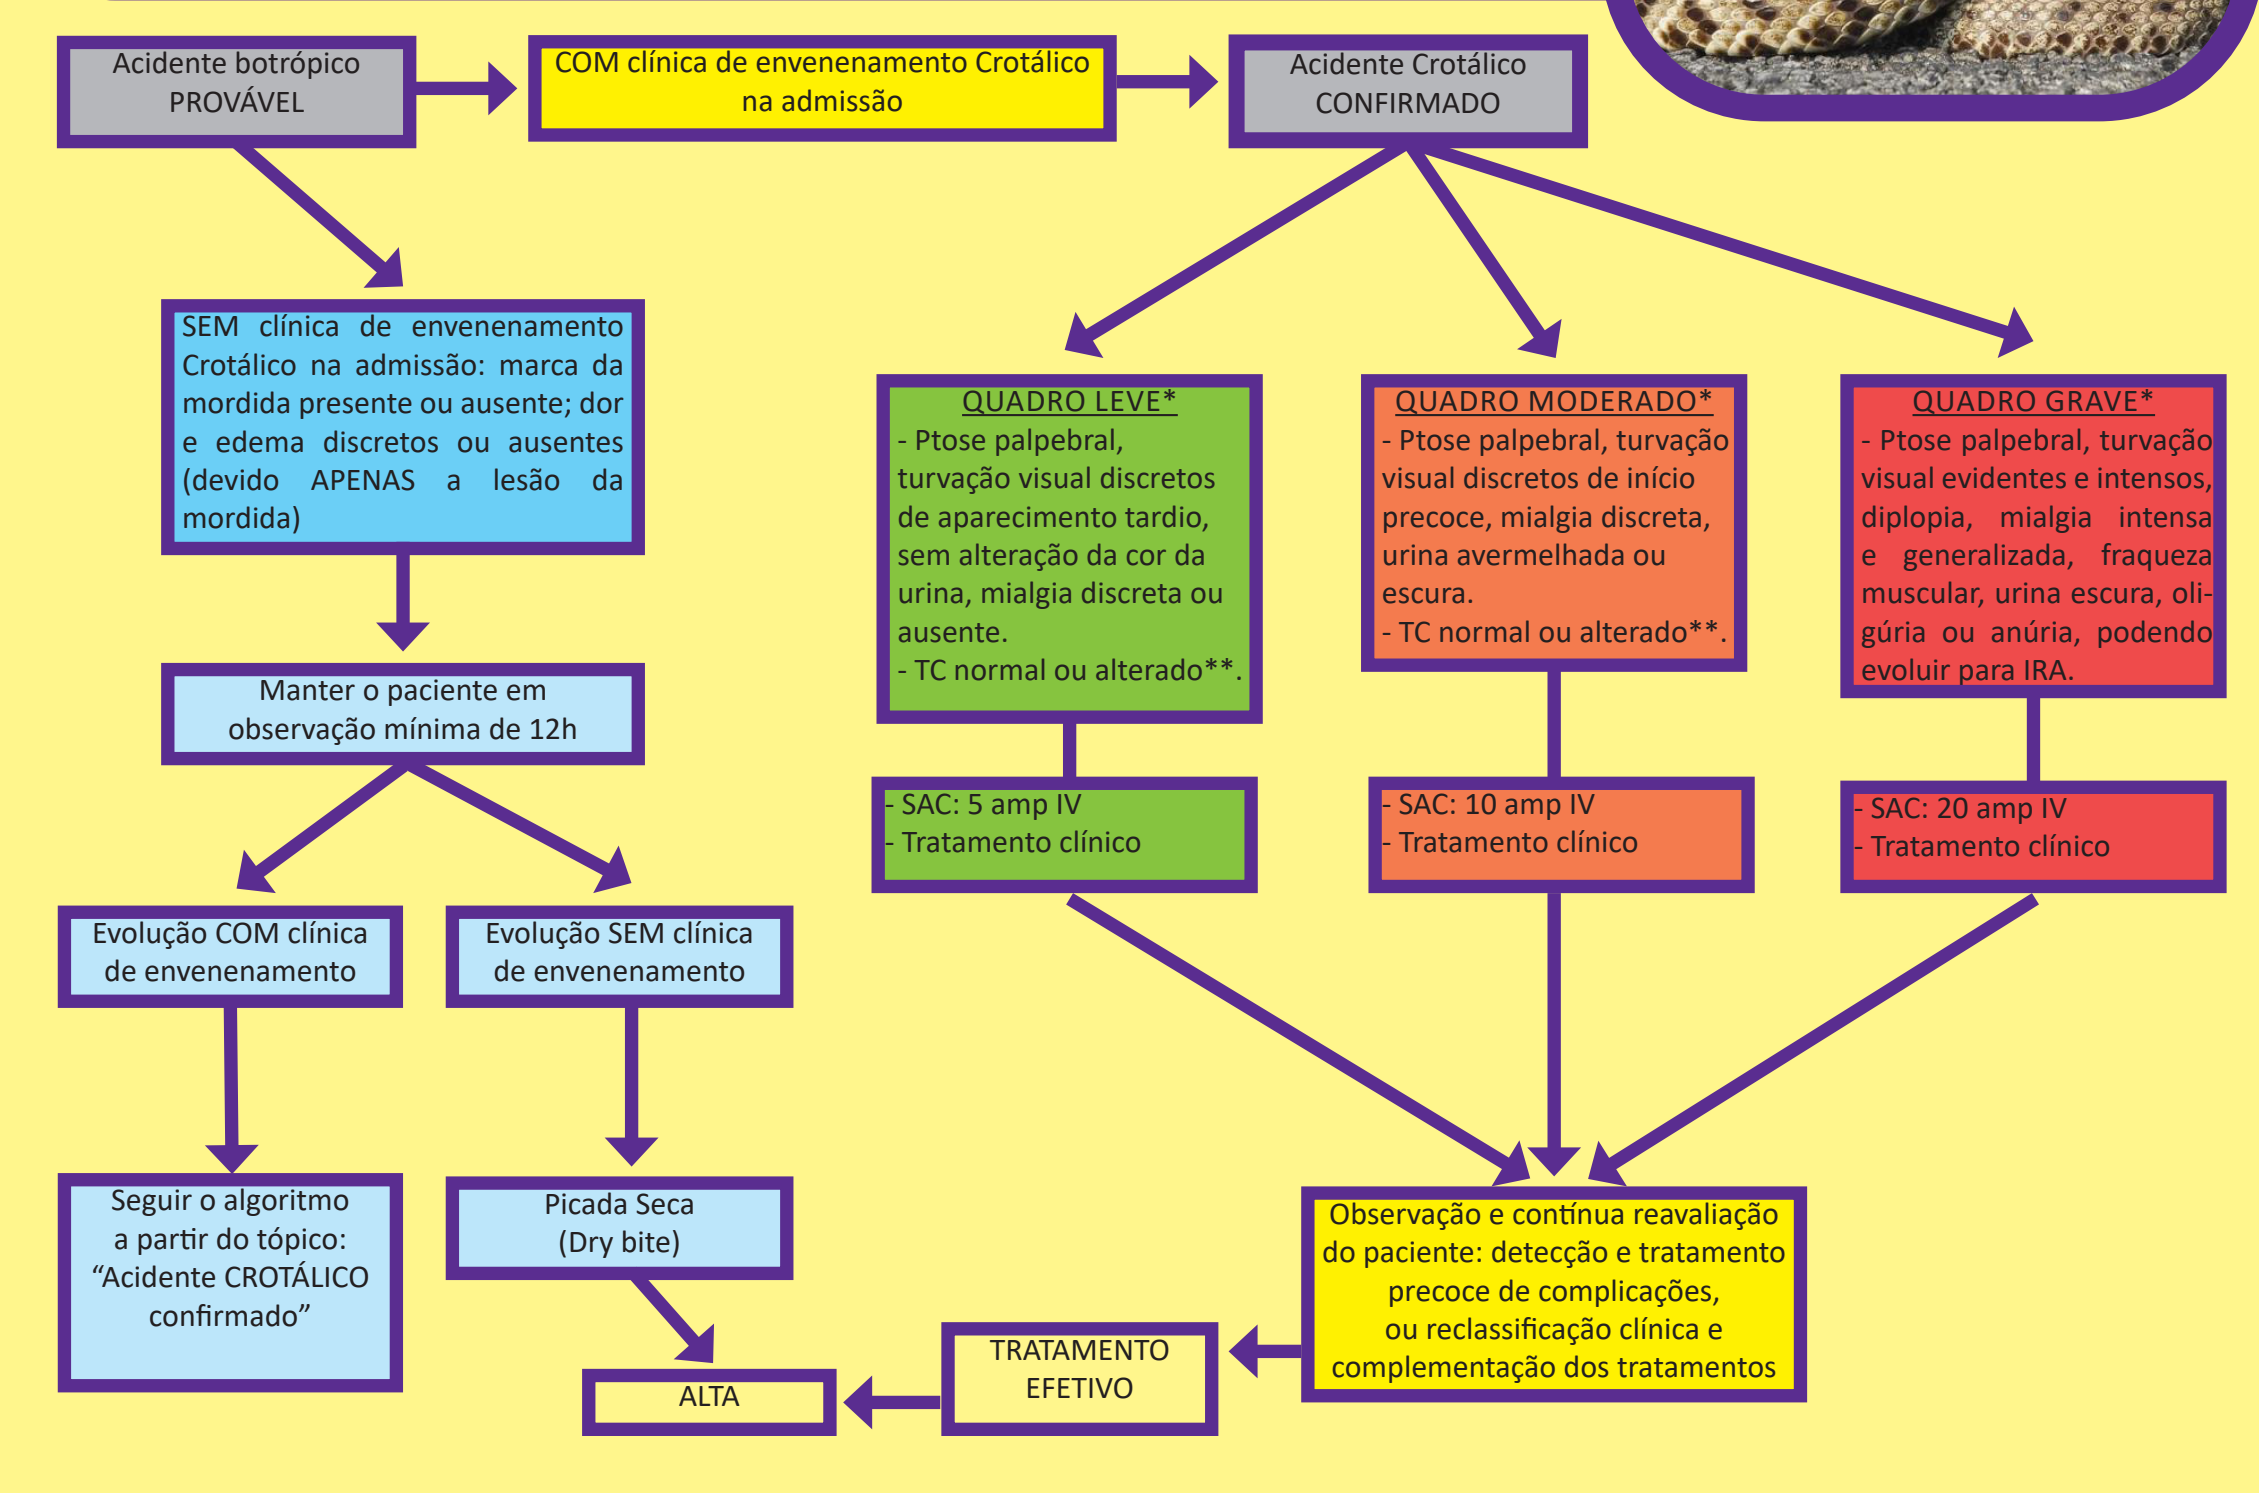 Acidente botrópico
PROVÁVEL
COM clínica de envenenamento Crotálico
na admissão
Acidente Crotálico
CONFIRMADO
SEM clínica de envenenamento
Crotálico na admissão: marca da
mordida presente ou ausente; dor
e edema discretos ou ausentes
(devido APENAS a lesão da
mordida)
Manter o paciente em
observação mínima de 12h
Evolução COM clínica
de envenenamento
Evolução SEM clínica
de envenenamento
Seguir o algoritmo
a partir do tópico:
“Acidente CROTÁLICO
confirmado”
Picada Seca
(Dry bite)
QUADRO LEVE*
- Ptose palpebral,
turvação visual discretos
de aparecimento tardio,
sem alteração da cor da
urina, mialgia discreta ou
ausente.
- TC normal ou alterado**.
QUADRO MODERADO*
- Ptose palpebral, turvação
visual discretos de início
precoce, mialgia discreta,
urina avermelhada ou
escura.
- TC normal ou alterado**.
QUADRO GRAVE*
- Ptose palpebral, turvação
visual evidentes e intensos,
diplopia, mialgia intensa
e generalizada, fraqueza
muscular, urina escura, oli-
gúria ou anúria, podendo
evoluir para IRA.
- SAC: 5 amp IV
- Tratamento clínico
- SAC: 10 amp IV
- Tratamento clínico
- SAC: 20 amp IV
- Tratamento clínico
Observação e contínua reavaliação
do paciente: detecção e tratamento
precoce de complicações,
ou reclassificação clínica e
complementação dos tratamentos
TRATAMENTO
EFETIVO
ALTA